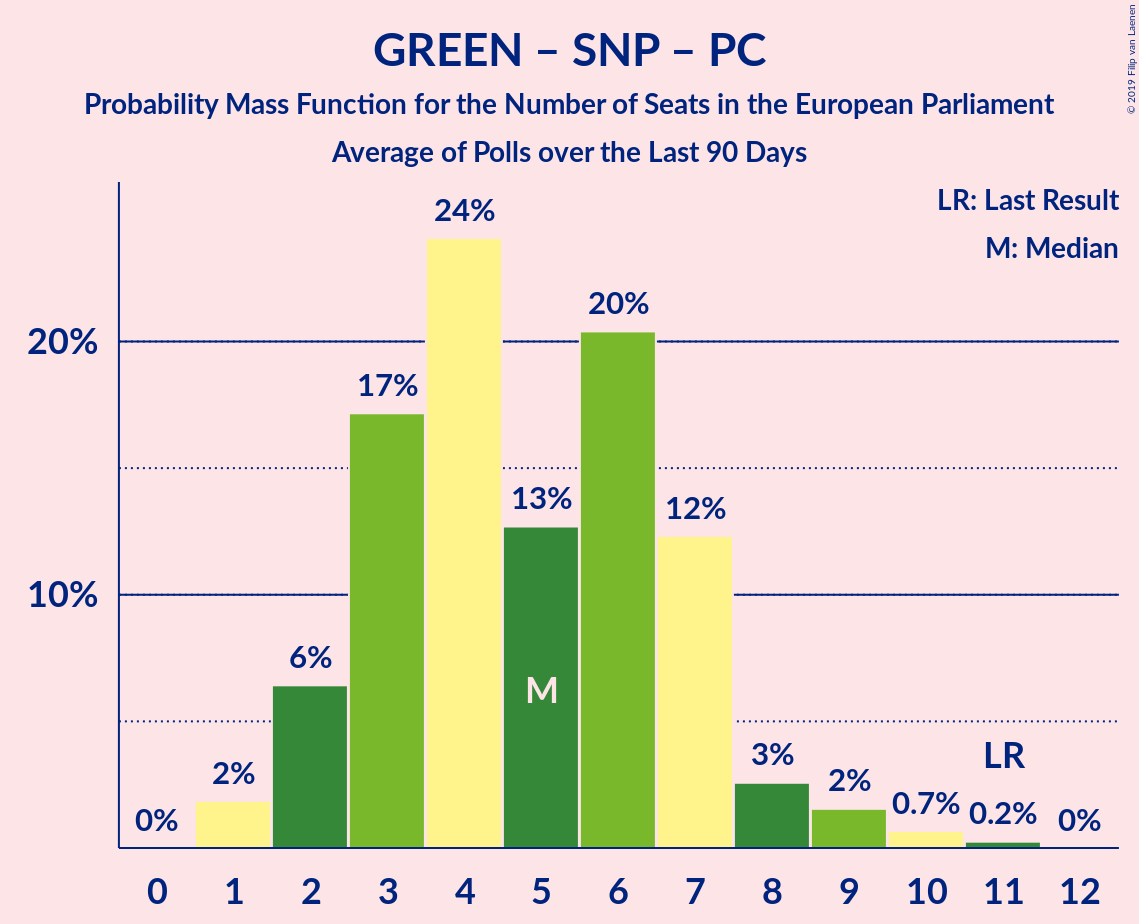 GREEN – SNP – PC
Probability Mass Function for the Number of Seats in the European Parliament
Average of Polls over the Last 90 Days
© 2019 Filip van Laenen
LR: Last Result
M: Median
24%
20%
20%
17%
13%
12%
10%
6%
M
3%
LR
2%
2%
0.7%
0.2%
0%
0%
0 1 2 3 4 5 6 7 8 9 10 11 12